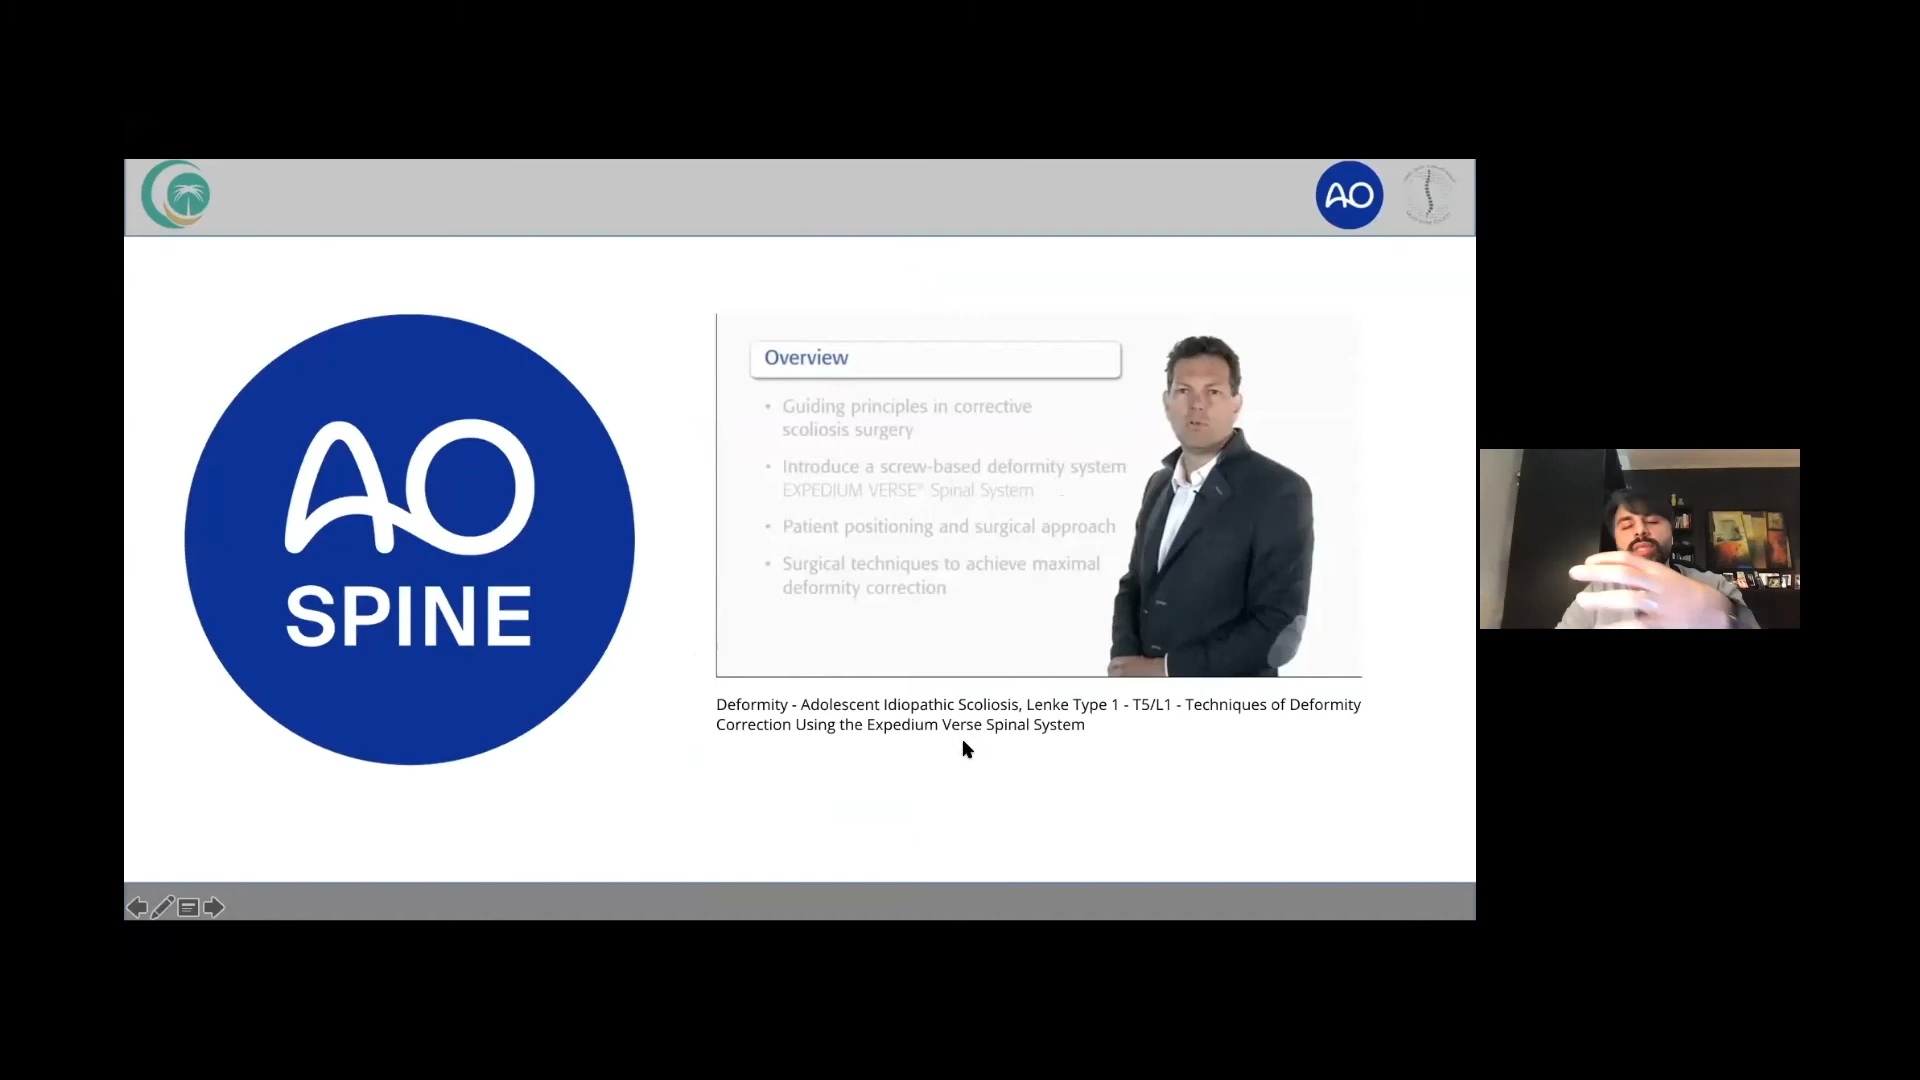 AO
AO
SPINE
Overview
• Guiding principles in corrective
scoliosis surgery
• Introduce a screw-based deformity system
EXPEDIUM VERSE® Spinal System
• Patient positioning and surgical approach
• Surgical techniques to achieve maximal
deformity correction
Deformity - Adolescent Idiopathic Scoliosis, Lenke Type 1 - T5/L1 - Techniques of Deformity
Correction Using the Expedium Verse Spinal System